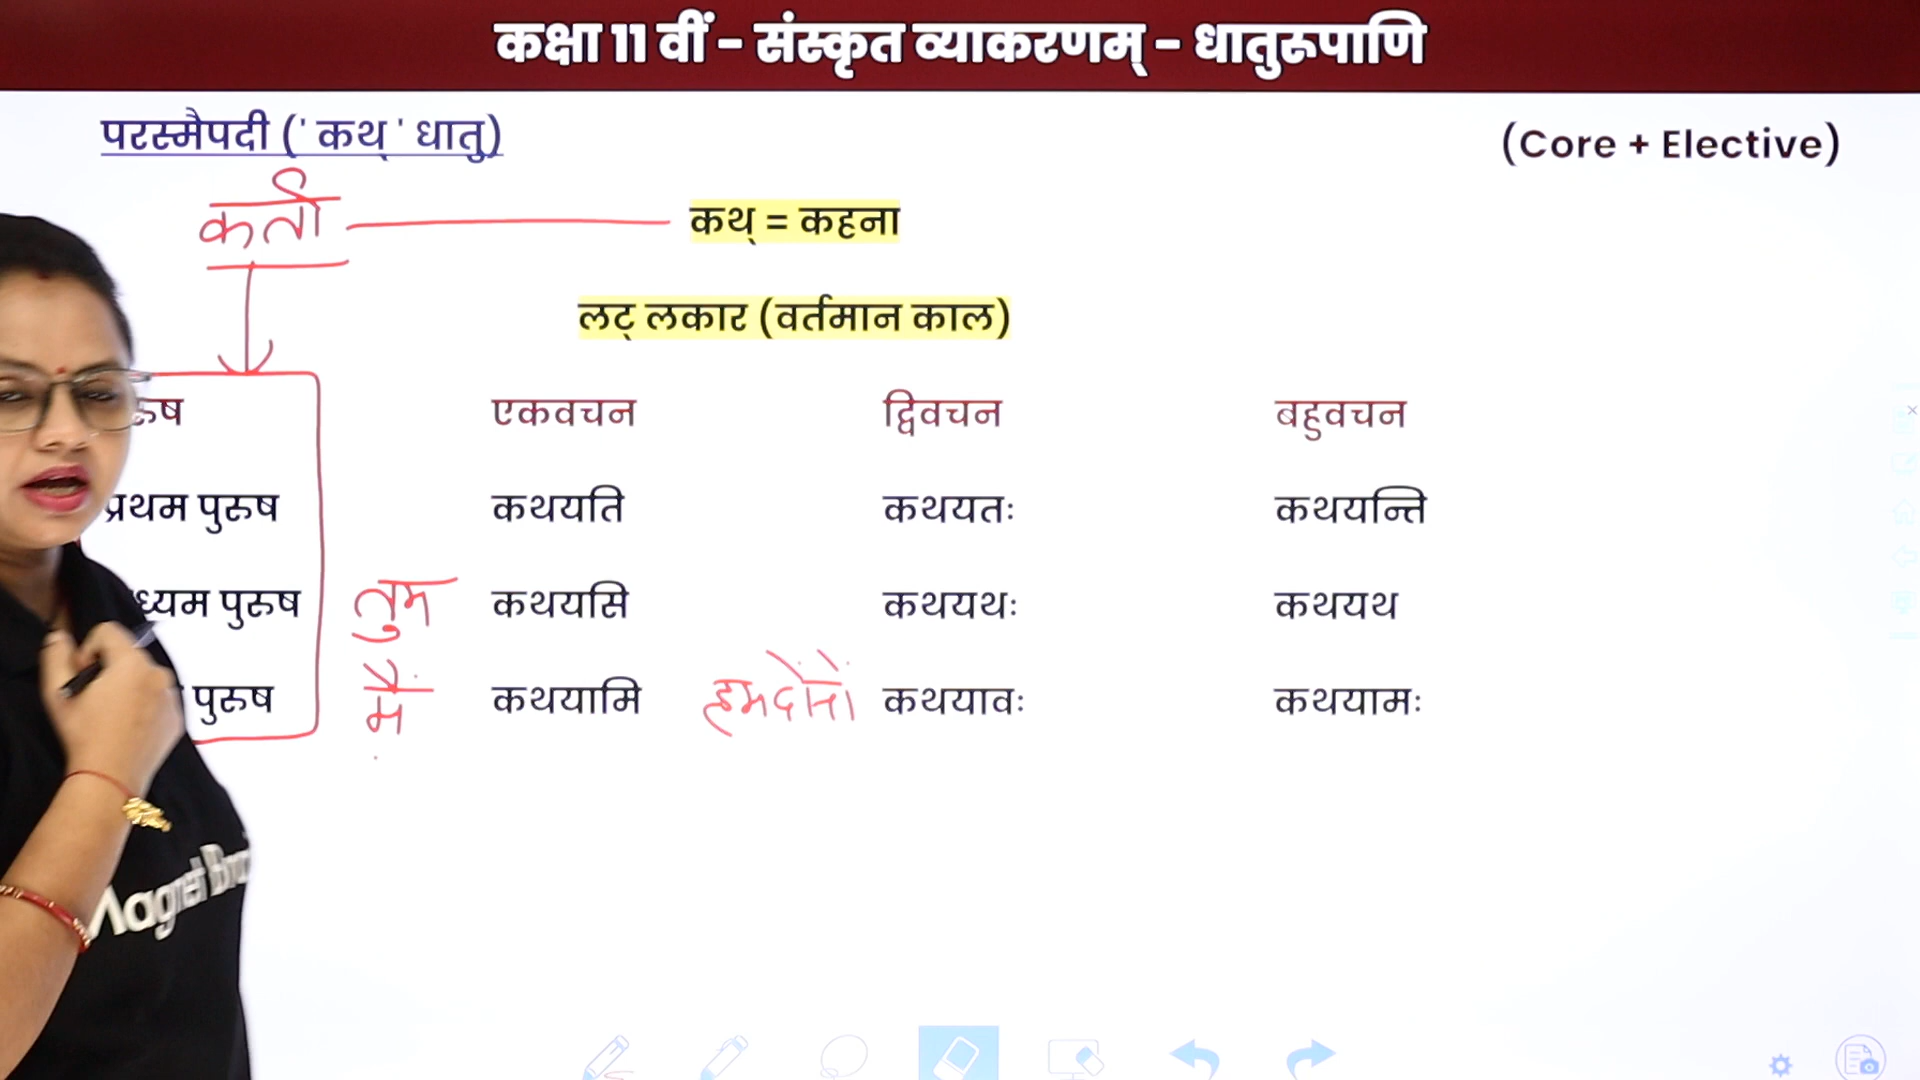 कक्षा 11 वीं - संस्कृत व्याकरणम् - धातुरूपाणि
परस्मैपदी (' कथ् ' धातु)
(Core + Elective)
कर्ता
कथ् = कहना
लट् लकार (वर्तमान काल)
एकवचन द्विवचन बहुवचन
प्रथम पुरुष कथयति कथयतः कथयन्ति
पुरुष तुम कथयसि कथयथः कथयथ
पुरुष मैं कथयामि हम दोनों कथयावः कथयामः